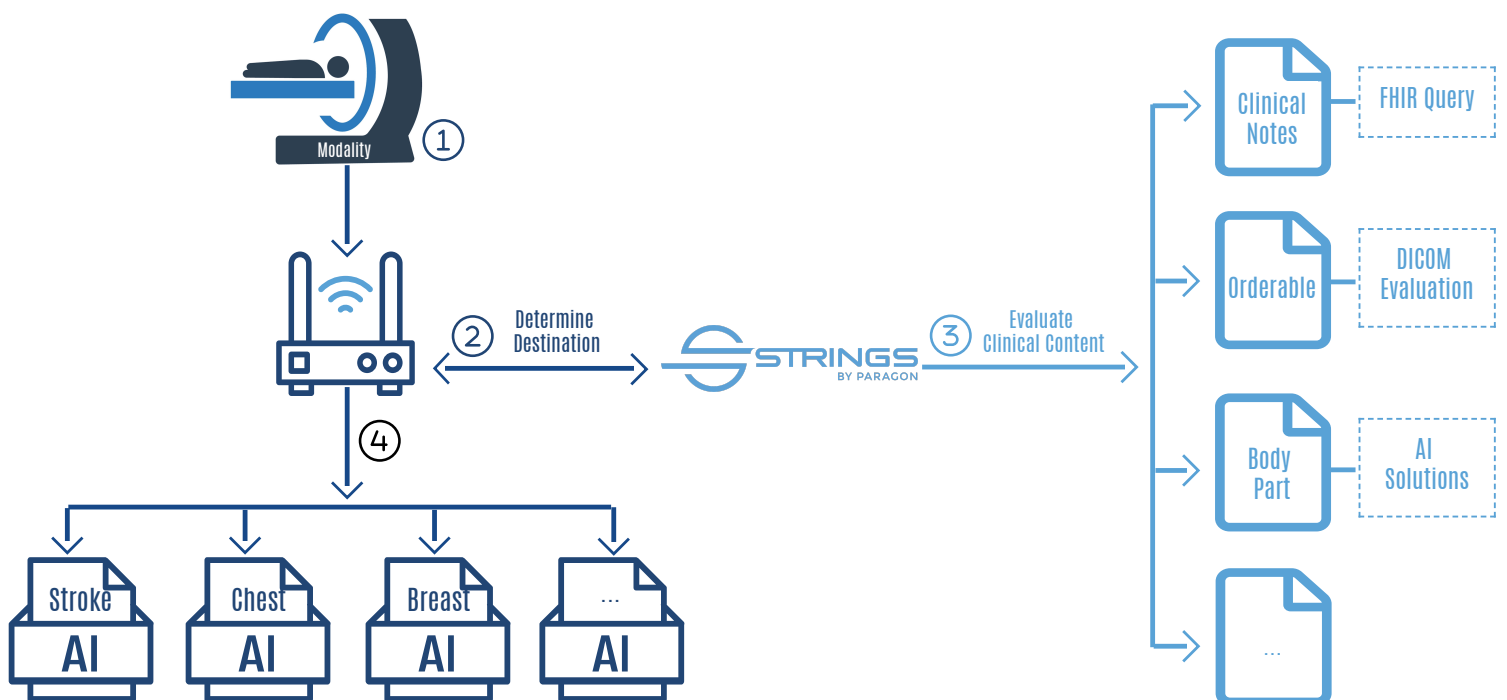 Modality
1
2
Determine
Destination
STRINGS
BY PARAGON
3
Evaluate
Clinical Content
Clinical
Notes
FHIR Query
Orderable
DICOM
Evaluation
Body
Part
AI
Solutions
...
4
Stroke
AI
Chest
AI
Breast
AI
...
AI